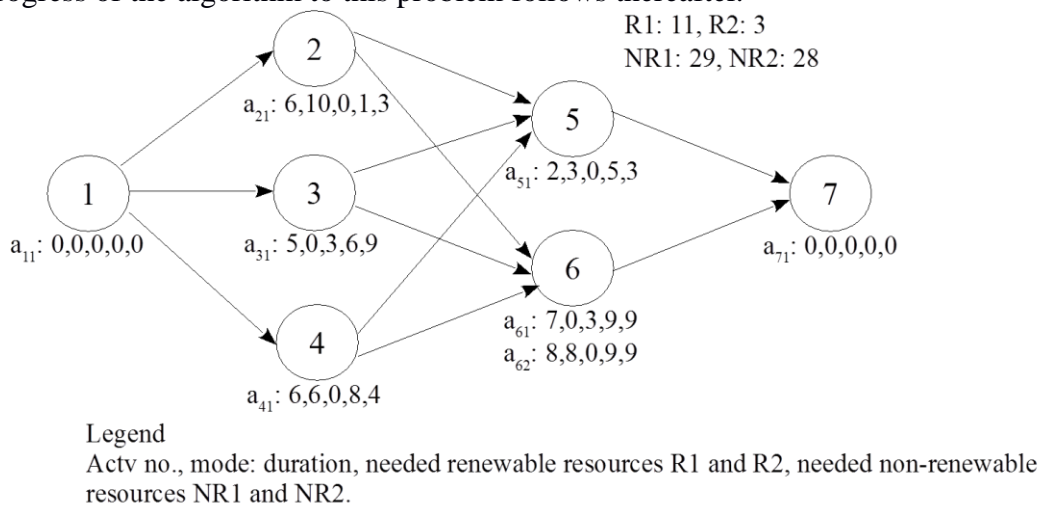 rogress of the algorithm to this problem follows thereafter.
R1: 11, R2: 3
NR1: 29, NR2: 28
2
a21: 6,10,0,1,3
5
a51: 2,3,0,5,3
1
a11: 0,0,0,0,0
3
a31: 5,0,3,6,9
7
a71: 0,0,0,0,0
6
a61: 7,0,3,9,9
a62: 8,8,0,9,9
4
a41: 6,6,0,8,4
Legend
Actv no., mode: duration, needed renewable resources R1 and R2, needed non-renewable
resources NR1 and NR2.